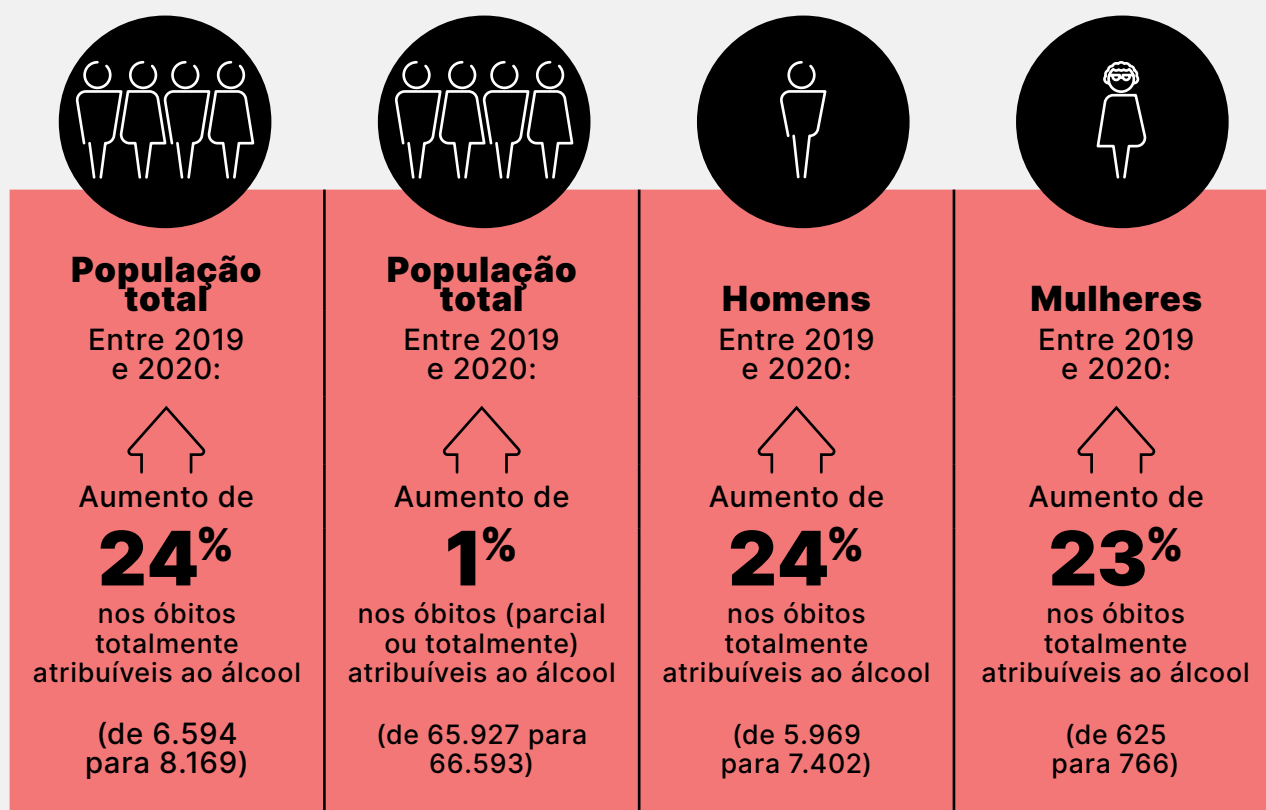 População
total
Entre 2019
e 2020:
Aumento de
24%
nos óbitos
totalmente
atribuíveis ao álcool
(de 6.594
para 8.169)
População
total
Entre 2019
e 2020:
Aumento de
1%
nos óbitos (parcial
ou totalmente)
atribuíveis ao álcool
(de 65.927 para
66.593)
Homens
Entre 2019
e 2020:
Aumento de
24%
nos óbitos
totalmente
atribuíveis ao álcool
(de 5.969
para 7.402)
Mulheres
Entre 2019
e 2020:
Aumento de
23%
nos óbitos
totalmente
atribuíveis ao álcool
(de 625
para 766)